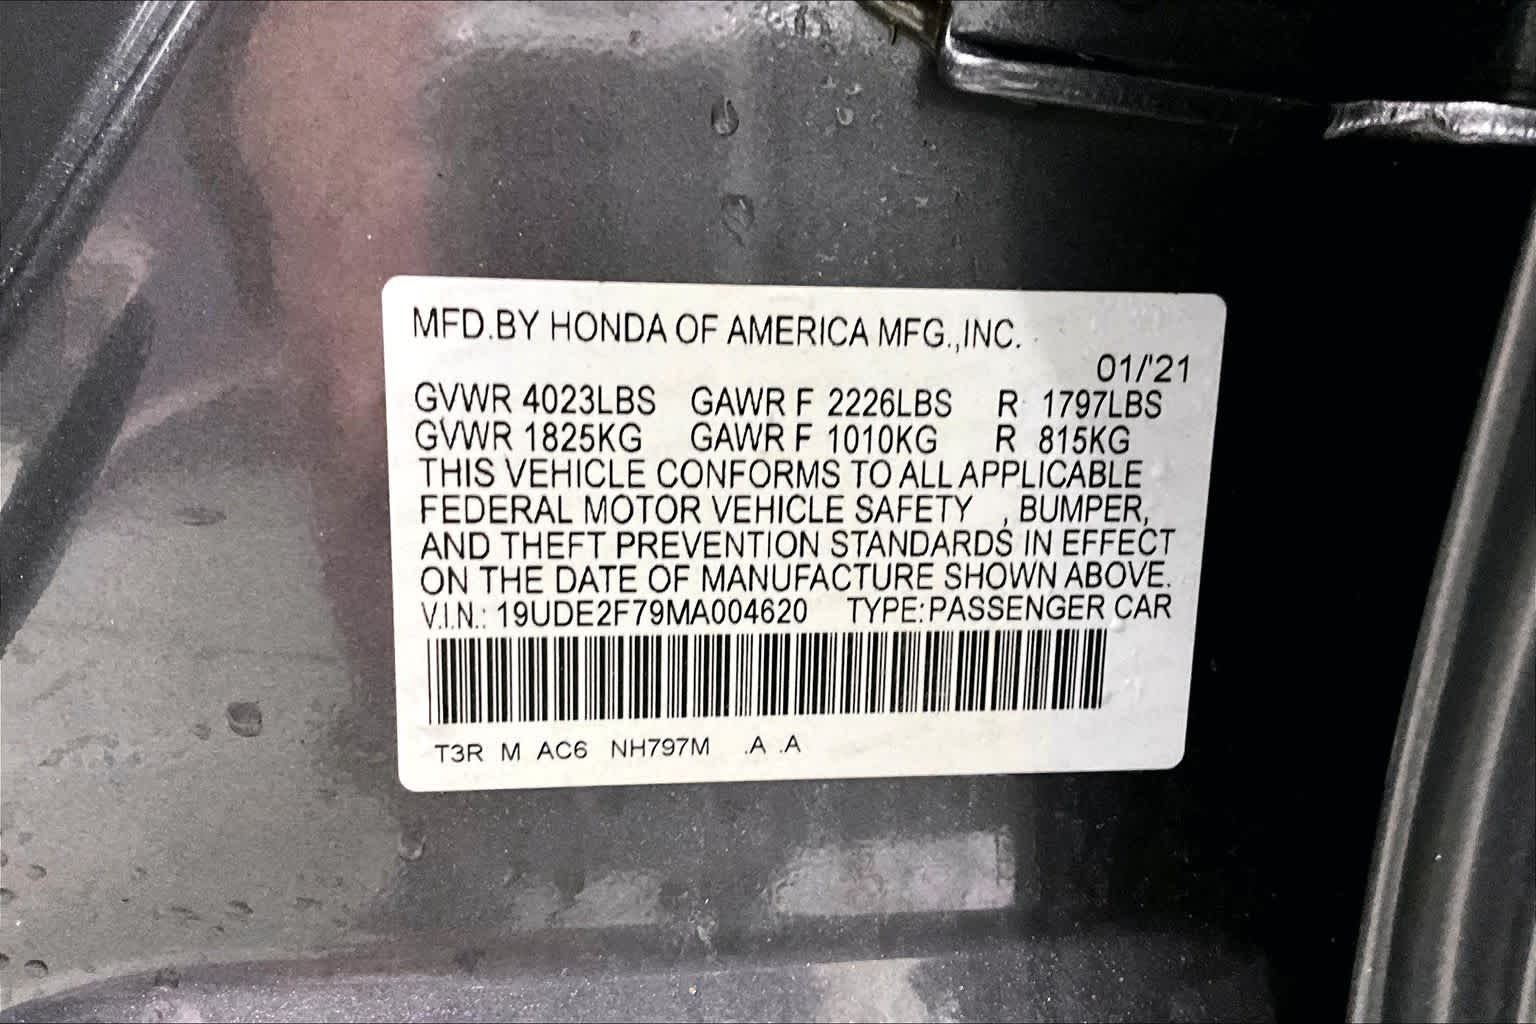 MFD.BY HONDA OF AMERICA MFG.,INC.
01/'21
GVWR 4023LBS GAWR F 2226LBS R 1797LBS
GVWR 1825KG GAWR F 1010KG R 815KG
THIS VEHICLE CONFORMS TO ALL APPLICABLE
FEDERAL MOTOR VEHICLE SAFETY , BUMPER,
AND THEFT PREVENTION STANDARDS IN EFFECT
ON THE DATE OF MANUFACTURE SHOWN ABOVE.
V.I.N.: 19UDE2F79MA004620 TYPE:PASSENGER CAR
T3R M AC6 NH797M .A .A